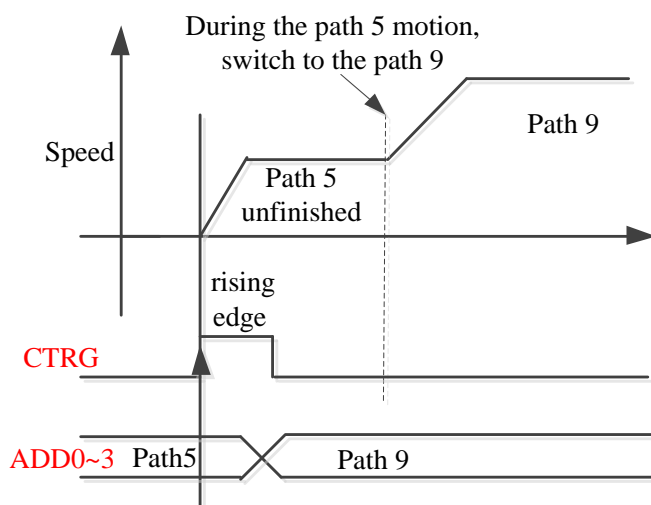 During the path 5 motion,
switch to the path 9
Path 9
Speed
Path 5
unfinished
rising
edge
CTRG
ADD0~3
Path5
Path 9